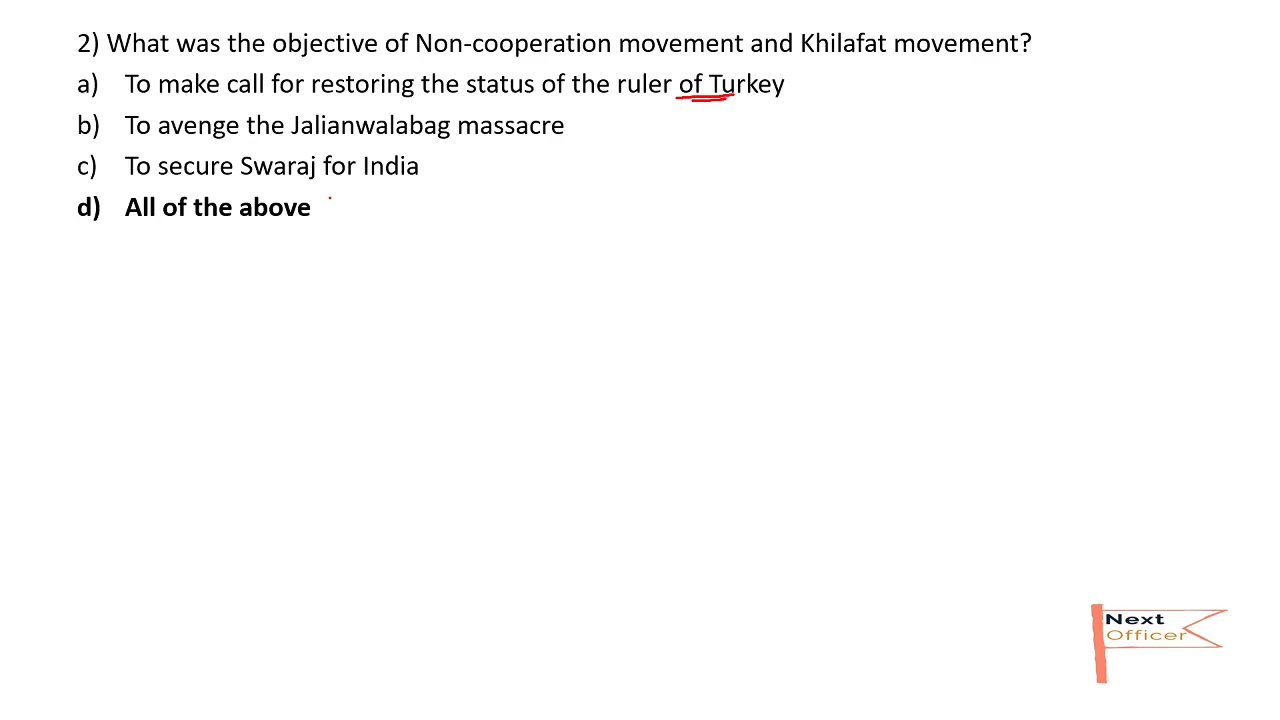 2) What was the objective of Non-cooperation movement and Khilafat movement?
a) To make call for restoring the status of the ruler of Turkey
b) To avenge the Jalianwalabag massacre
c) To secure Swaraj for India
d) All of the above
Next
Officer